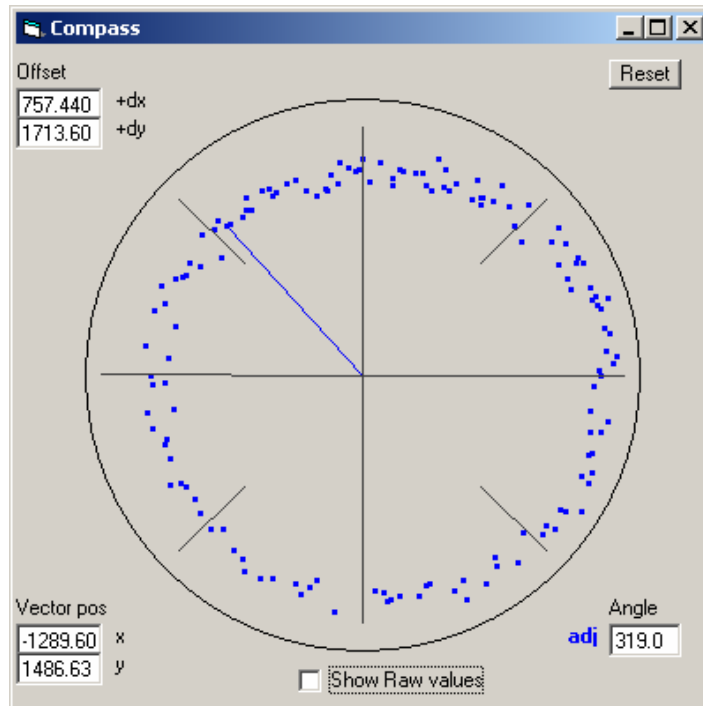 Compass
Offset
Reset
757.440 +dx
1713.60 +dy
Vector pos
Angle
-1289.60 x
adj 319.0
1486.63 y
Show Raw values